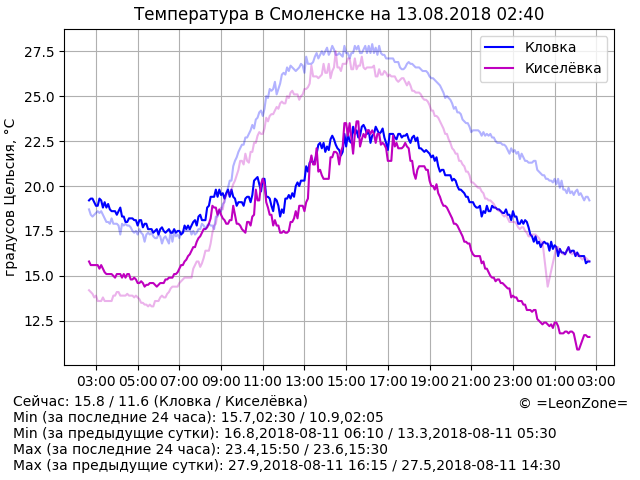 Температура в Смоленске на 13.08.2018 02:40
градусов Цельсия, °C
27.5
25.0
22.5
20.0
17.5
15.0
12.5
Кловка
Киселёвка
03:00 05:00 07:00 09:00 11:00 13:00 15:00 17:00 19:00 21:00 23:00 01:00 03:00
Сейчас: 15.8 / 11.6 (Кловка / Киселёвка)
© =LeonZone=
Min (за последние 24 часа): 15.7,02:30 / 10.9,02:05
Min (за предыдущие сутки): 16.8,2018-08-11 06:10 / 13.3,2018-08-11 05:30
Max (за последние 24 часа): 23.4,15:50 / 23.6,15:30
Max (за предыдущие сутки): 27.9,2018-08-11 16:15 / 27.5,2018-08-11 14:30